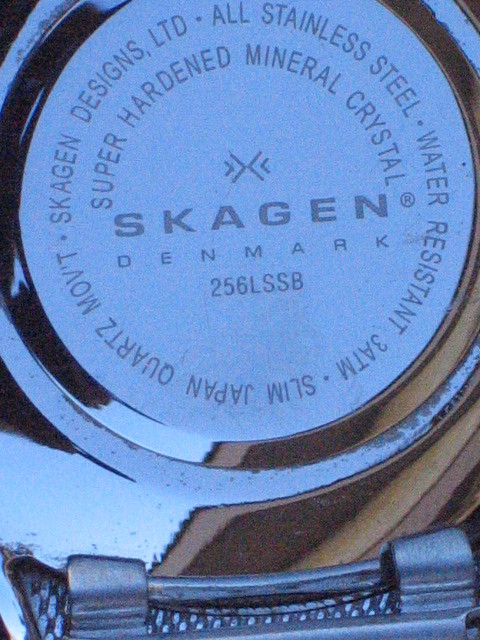 SKAGEN DESIGNS, LTD · ALL STAINLESS STEEL · WATER RESISTANT 3ATM · SLIM JAPAN QUARTZ MOV'T ·
SUPER HARDENED MINERAL CRYSTAL
SKAGEN®
DENMARK
256LSSB